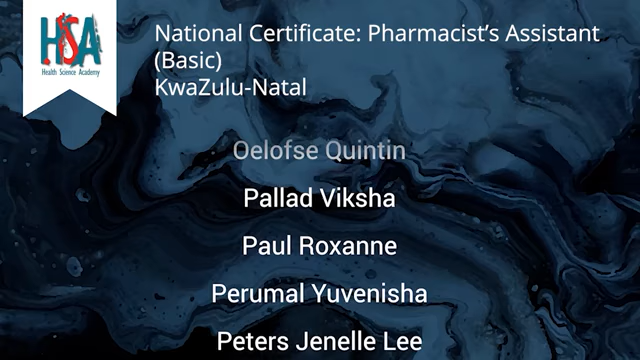 HSA
Health Science Academy
National Certificate: Pharmacist’s Assistant
(Basic)
KwaZulu-Natal
Oelofse Quintin
Pallad Viksha
Paul Roxanne
Perumal Yuvenisha
Peters Jenelle Lee